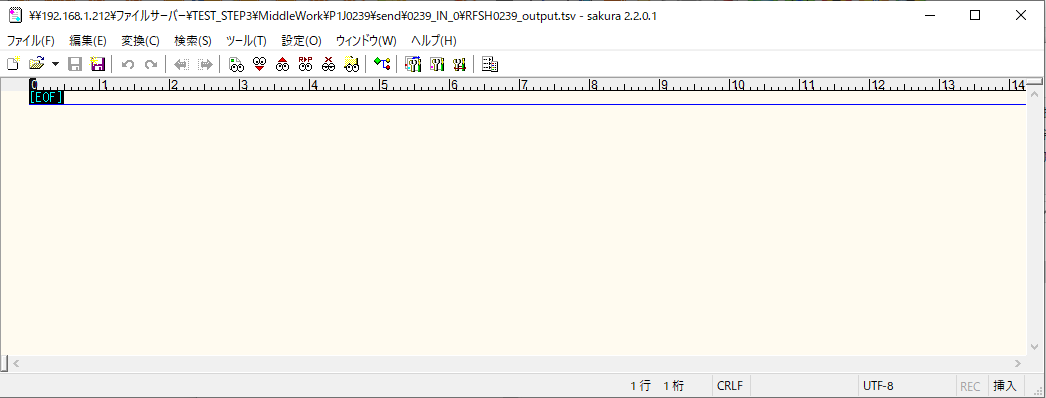 ¥¥192.168.1.212¥ファイルサーバー¥TEST_STEP3¥MiddleWork¥P1J0239¥send¥0239_IN_0¥RFSH0239_output.tsv - sakura 2.2.0.1
ファイル(F) 編集(E) 変換(C) 検索(S) ツール(T) 設定(O) ウィンドウ(W) ヘルプ(H)
0 1 2 3 4 5 6 7 8 9 10 11 12 13 14
[EOF]
1 行 1 桁 CRLF UTF-8 REC 挿入